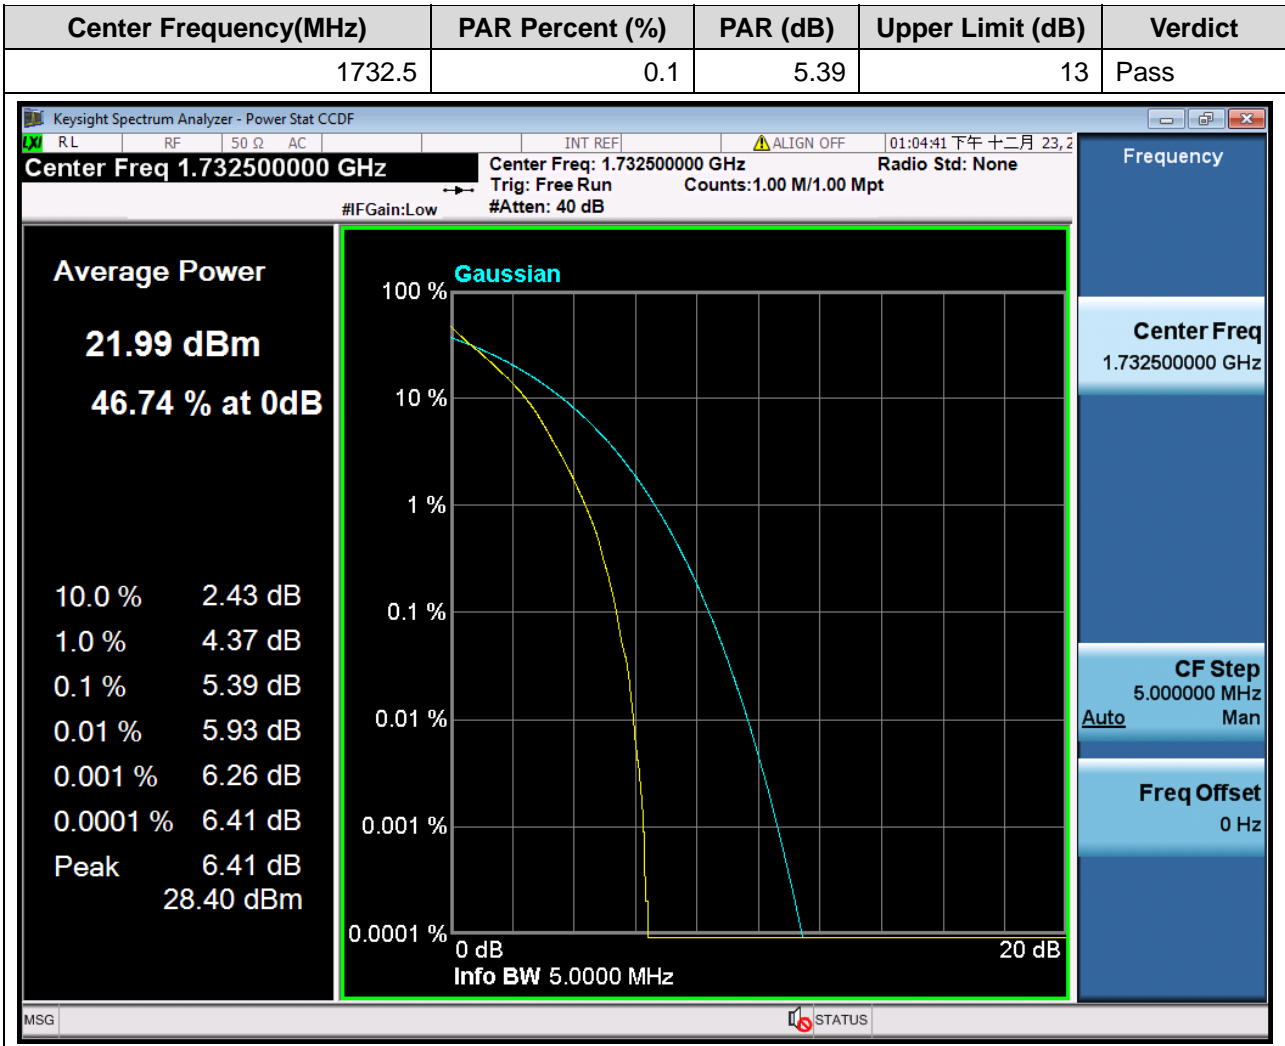 Center Frequency(MHz) PAR Percent (%) PAR (dB) Upper Limit (dB) Verdict
1732.5 0.1 5.39 13 Pass
Keysight Spectrum Analyzer - Power Stat CCDF
LXI RL RF 50 Ω AC INT REF ALIGN OFF 01:04:41 下午 十二月 23, 2
Center Freq 1.732500000 GHz
Center Freq: 1.732500000 GHz Radio Std: None
Trig: Free Run Counts:1.00 M/1.00 Mpt
#IFGain:Low #Atten: 40 dB
Frequency
Average Power
21.99 dBm
46.74 % at 0dB
10.0 % 2.43 dB
1.0 % 4.37 dB
0.1 % 5.39 dB
0.01 % 5.93 dB
0.001 % 6.26 dB
0.0001 % 6.41 dB
Peak 6.41 dB
28.40 dBm
Gaussian
100 %
10 %
1 %
0.1 %
0.01 %
0.001 %
0.0001 %
0 dB 20 dB
Info BW 5.0000 MHz
Center Freq
1.732500000 GHz
CF Step
5.000000 MHz
Auto Man
Freq Offset
0 Hz
MSG STATUS